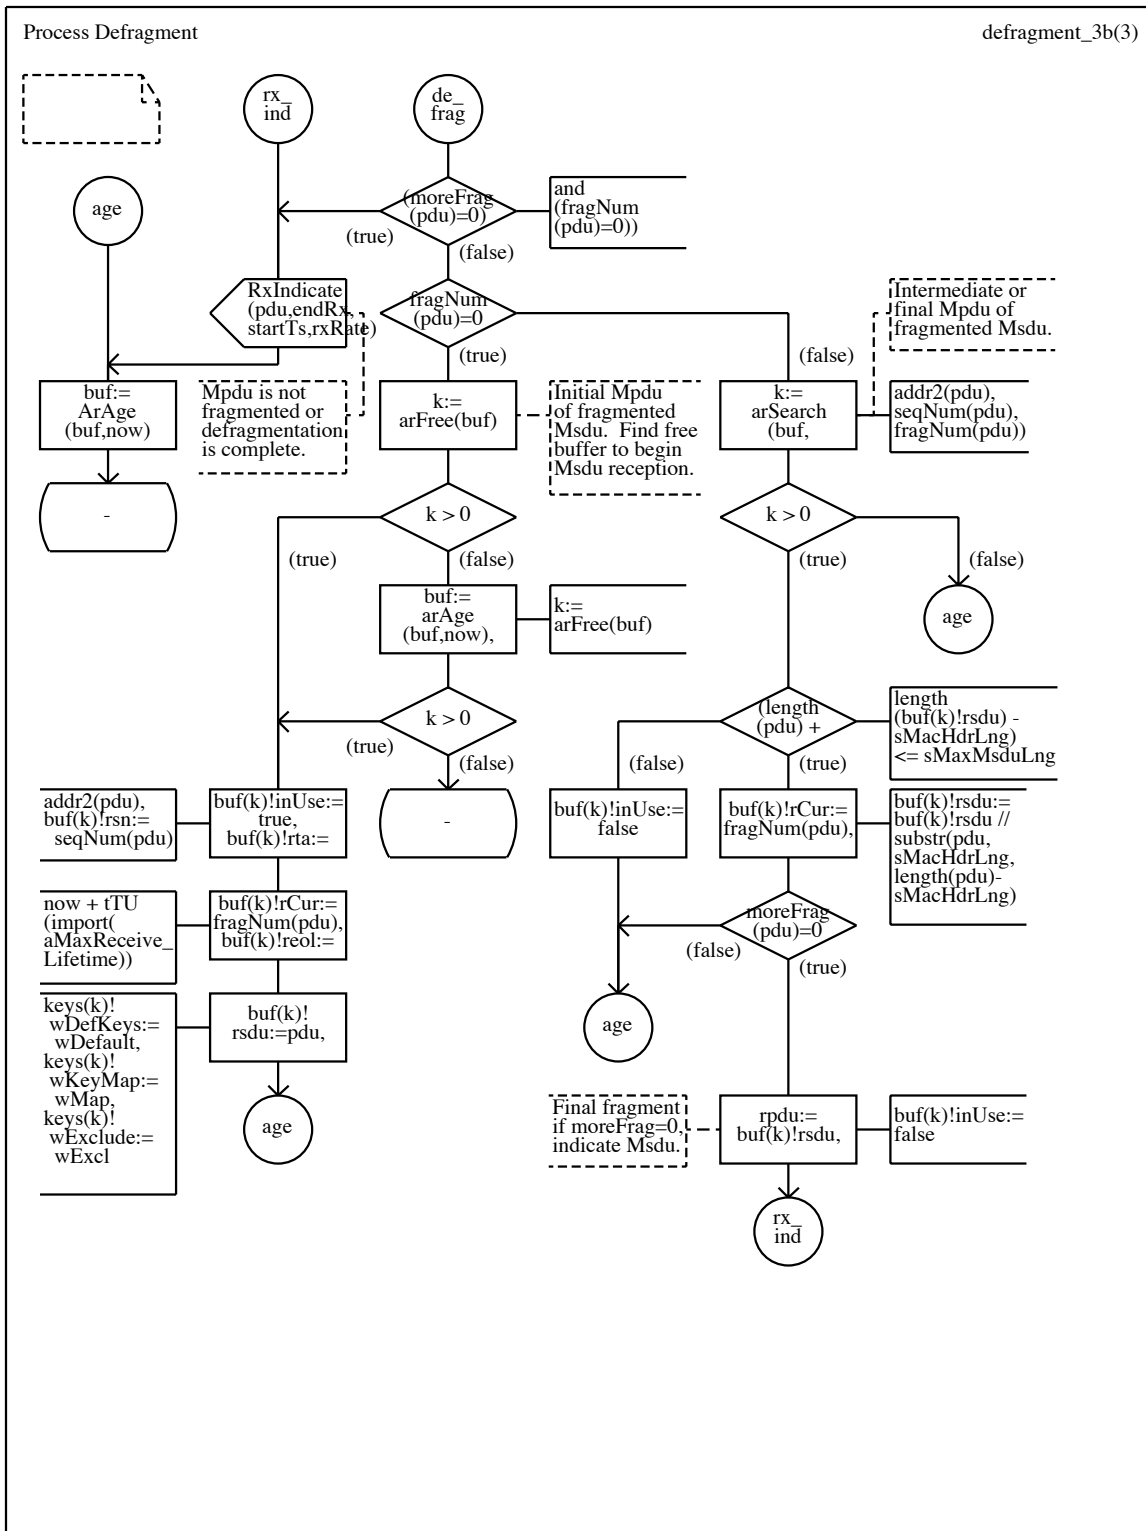 Process Defragment
defragment_3b(3)
rx_
ind
de_
frag
age
(moreFrag
(pdu)=0)
and
(fragNum
(pdu)=0))
(true)
(false)
RxIndicate
(pdu,endRx,
startTs,rxRate)
fragNum
(pdu)=0
Intermediate or
final Mpdu of
fragmented Msdu.
(true)
(false)
buf:=
ArAge
(buf,now)
Mpdu is not
fragmented or
defragmentation
is complete.
k:=
arFree(buf)
Initial Mpdu
of fragmented
Msdu.  Find free
buffer to begin
Msdu reception.
k:=
arSearch
(buf,
addr2(pdu),
seqNum(pdu),
fragNum(pdu))
-
k > 0
k > 0
(true)
(false)
(true)
(false)
buf:=
arAge
(buf,now),
k:=
arFree(buf)
age
k > 0
(true)
(false)
(length
(pdu) +
length
(buf(k)!rsdu) -
sMacHdrLng)
<= sMaxMsduLng
(false)
(true)
addr2(pdu),
buf(k)!rsn:=
seqNum(pdu)
buf(k)!inUse:=
true,
buf(k)!rta:=
-
buf(k)!inUse:=
false
buf(k)!rCur:=
fragNum(pdu),
buf(k)!rsdu:=
buf(k)!rsdu //
substr(pdu,
sMacHdrLng,
length(pdu)-
sMacHdrLng)
now + tTU
(import(
aMaxReceive_
Lifetime))
buf(k)!rCur:=
fragNum(pdu),
buf(k)!reol:=
moreFrag
(pdu)=0
(false)
(true)
keys(k)!
wDefKeys:=
wDefault,
keys(k)!
wKeyMap:=
wMap,
keys(k)!
wExclude:=
wExcl
buf(k)!
rsdu:=pdu,
age
age
Final fragment
if moreFrag=0,
indicate Msdu.
rpdu:=
buf(k)!rsdu,
buf(k)!inUse:=
false
rx_
ind